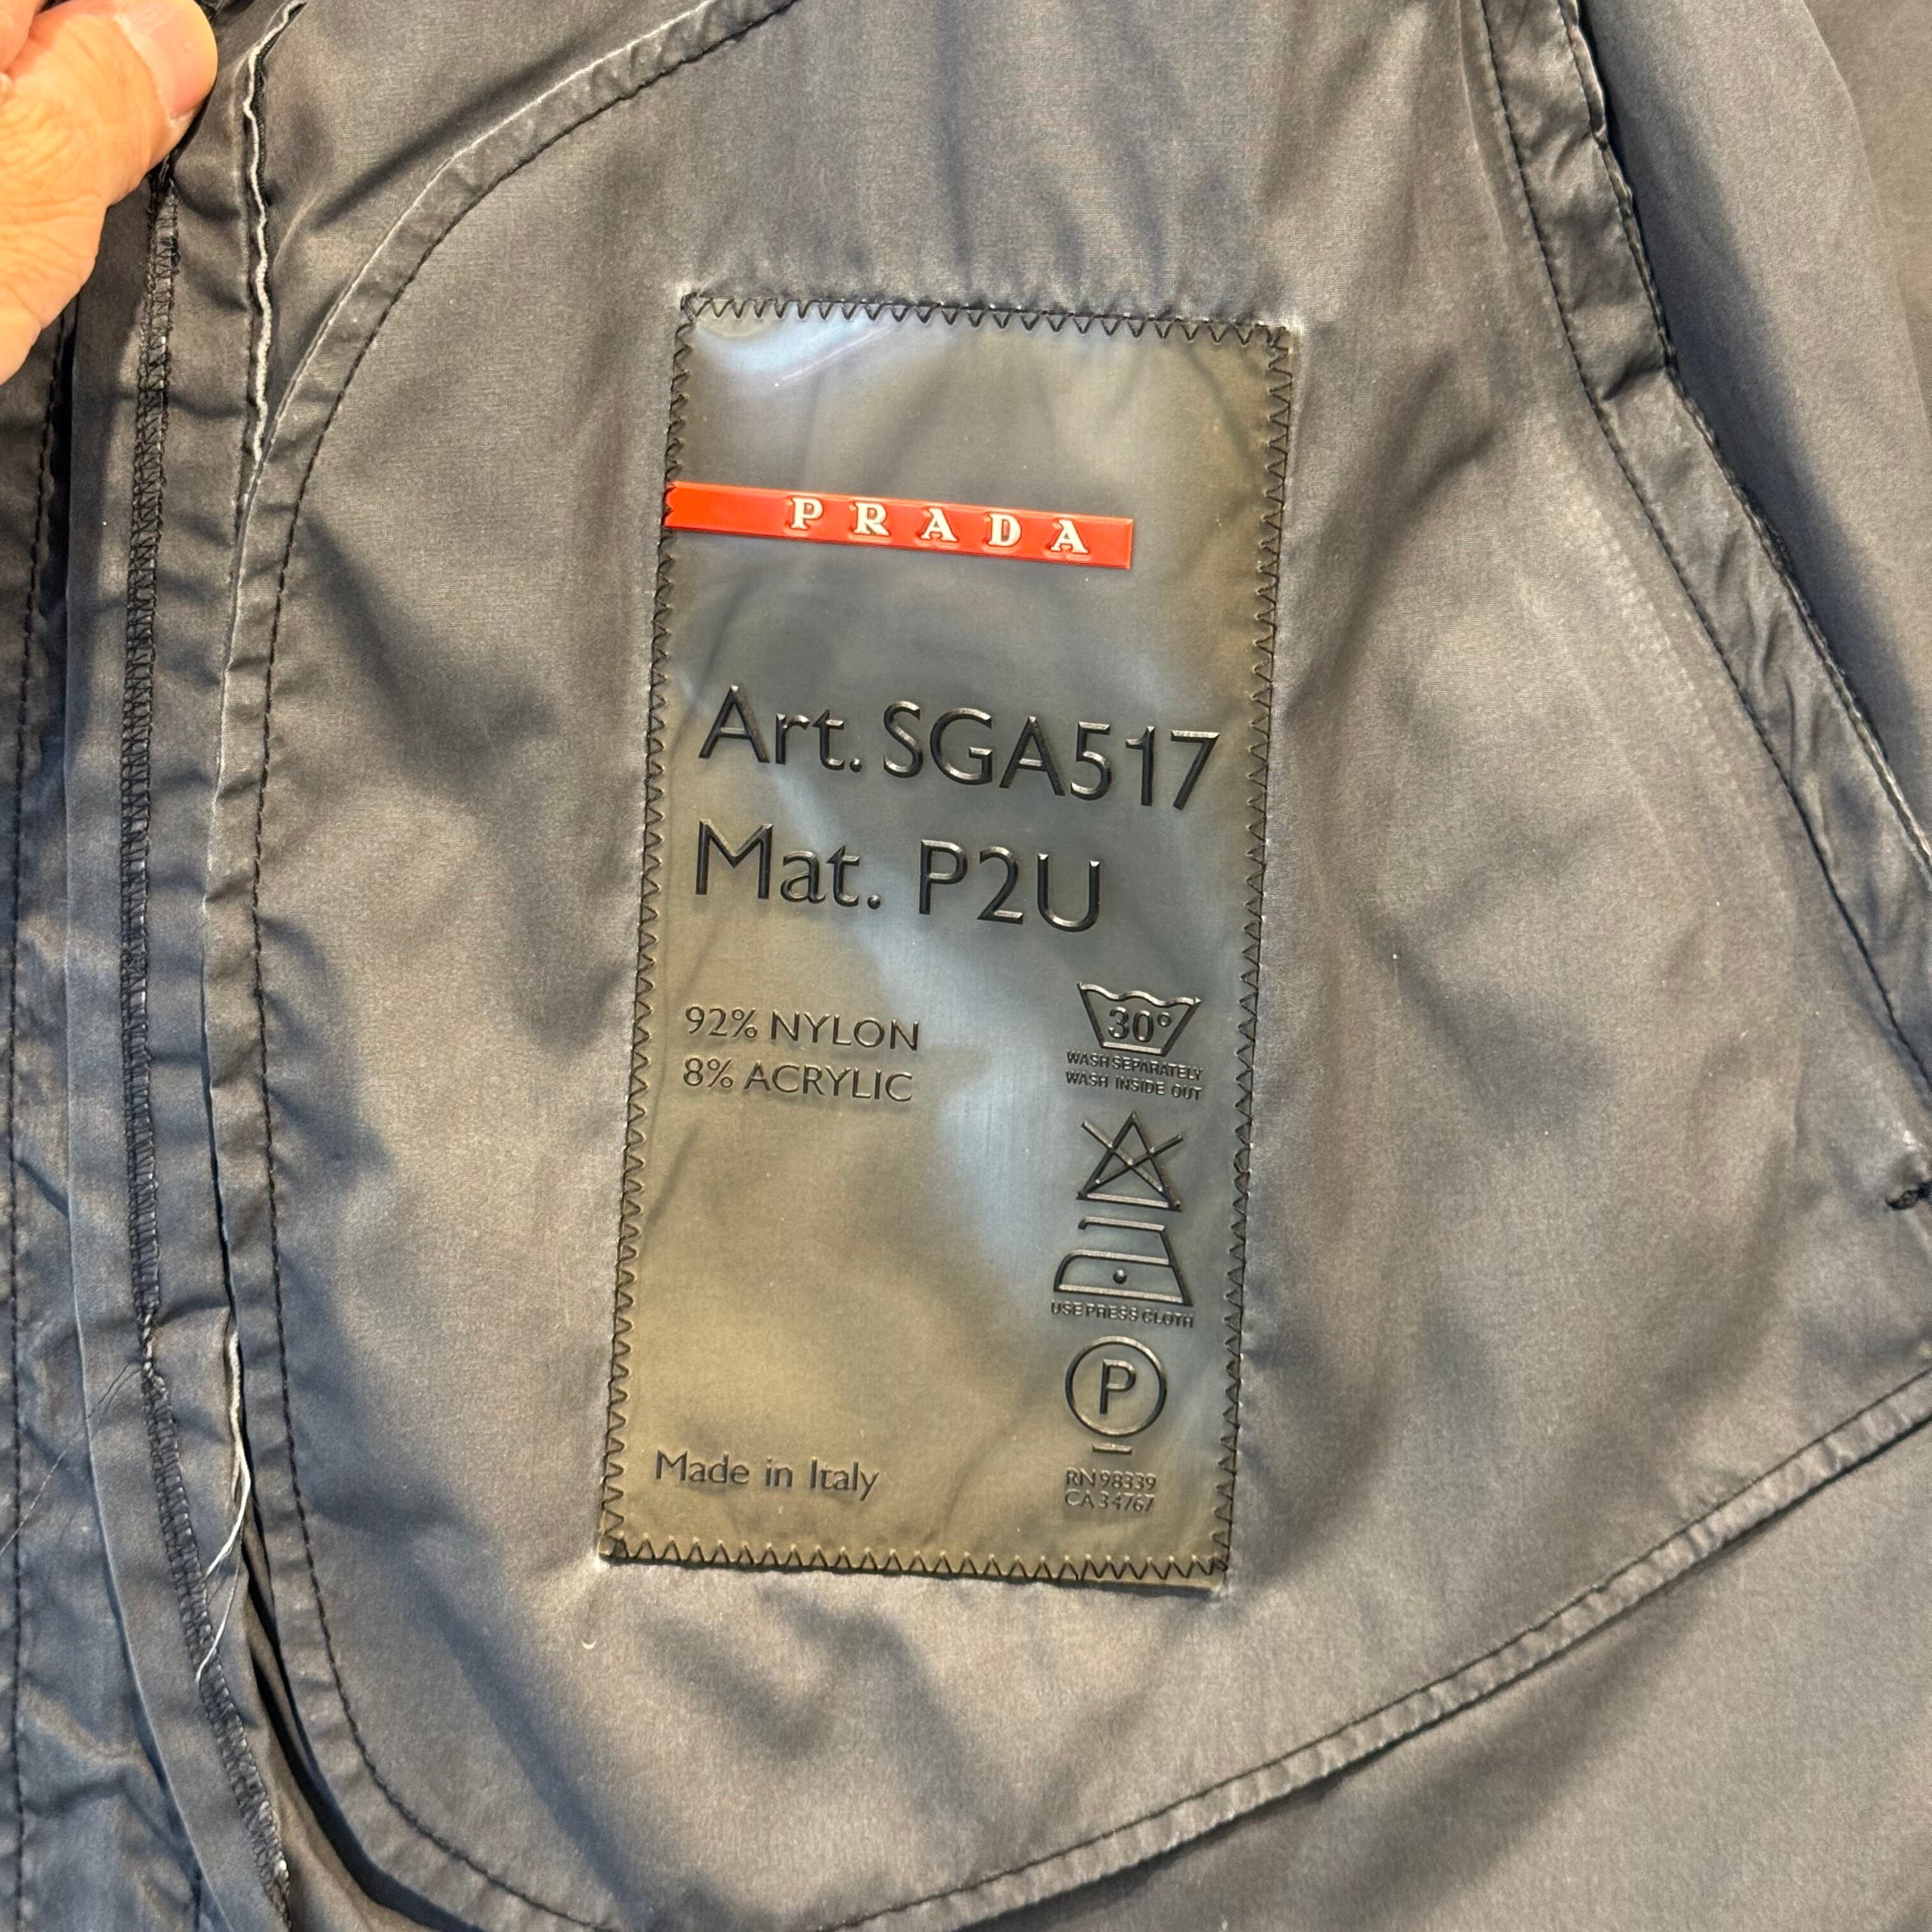 PRADA
Art. SGA517
Mat. P2U
92% NYLON
8% ACRYLIC
30°
WASH SEPARATELY
WASH INSIDE OUT
USE PRESS CLOTH
P
Made in Italy
RN 98339
CA 34767